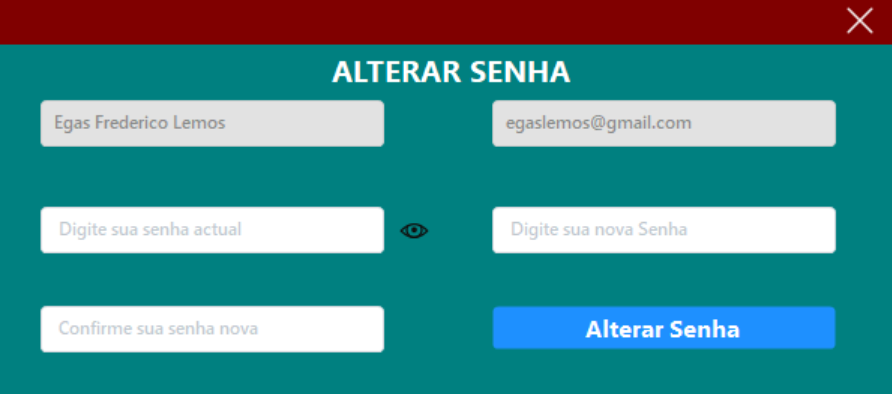 ALTERAR SENHA
Egas Frederico Lemos
egaslemos@gmail.com
Digite sua senha actual
Digite sua nova Senha
Confirme sua senha nova
Alterar Senha